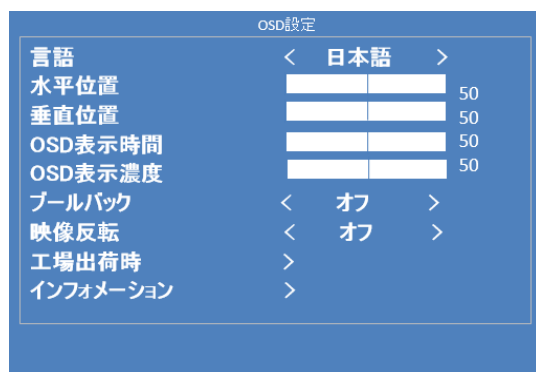 OSD設定
言語 < 日本語 >
水平位置 50
垂直位置 50
OSD表示時間 50
OSD表示濃度 50
ブールバック < オフ >
映像反転 < オフ >
工場出荷時 >
インフォメーション >